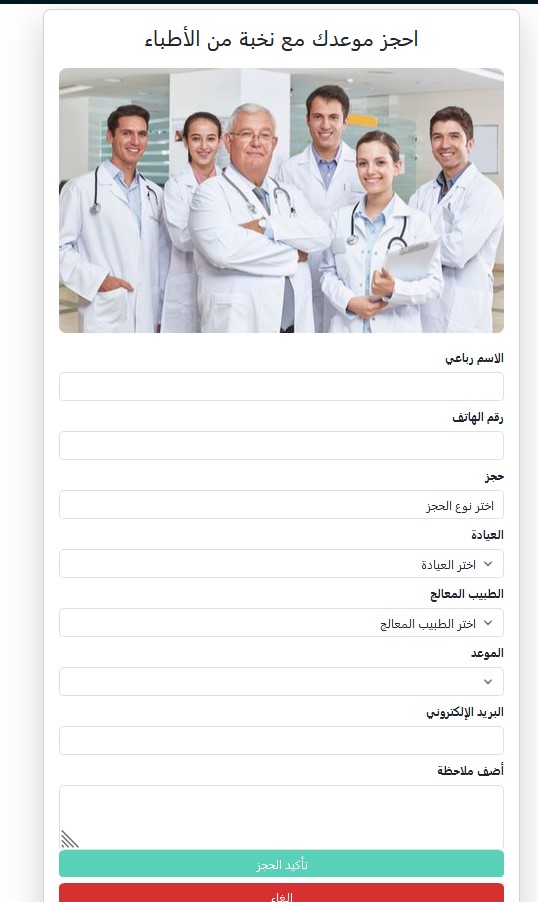 احجز موعدك مع نخبة من الأطباء
الاسم رباعي
رقم الهاتف
حجز
اختر نوع الحجز
العيادة
اختر العيادة
الطبيب المعالج
اختر الطبيب المعالج
الموعد
البريد الإلكتروني
أضف ملاحظة
تأكيد الحجز
إلغاء